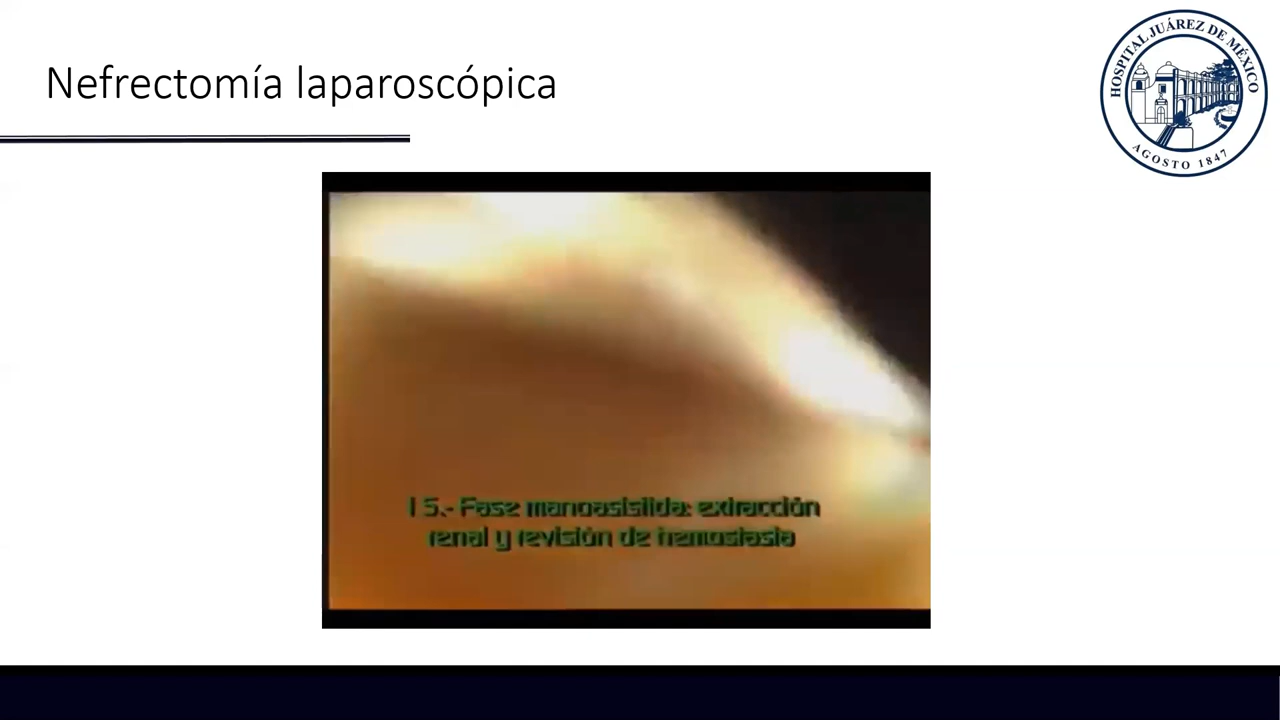 Nefrectomía laparoscópica
HOSPITAL JUÁREZ DE MÉXICO
AGOSTO 1847
15.- Fase manoasistida: extracción
renal y revisión de hemostasia